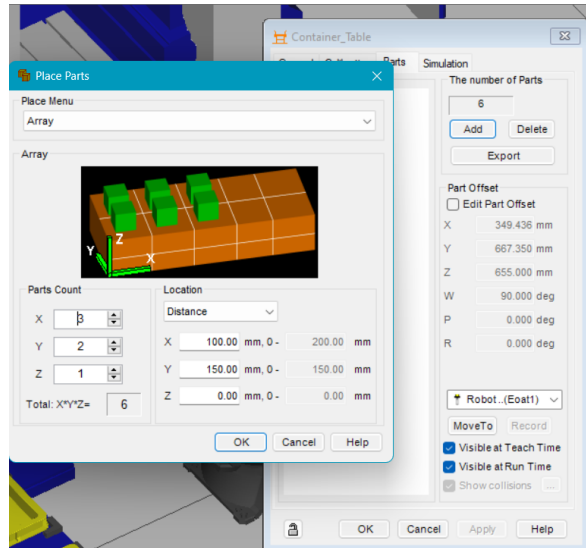 Container_Table
Place Parts
Place Menu
Array
Array
Z
Y
X
Parts Count
X 3
Y 2
Z 1
Total: X*Y*Z= 6
Location
Distance
X 100.00 mm, 0 - 200.00 mm
Y 150.00 mm, 0 - 150.00 mm
Z 0.00 mm, 0 - 0.00 mm
OK Cancel Help
Parts Simulation
The number of Parts
6
Add Delete
Export
Part Offset
Edit Part Offset
X 349.436 mm
Y 667.350 mm
Z 655.000 mm
W 90.000 deg
P 0.000 deg
R 0.000 deg
Robot..(Eoat1)
MoveTo Record
Visible at Teach Time
Visible at Run Time
Show collisions ...
OK Cancel Apply Help